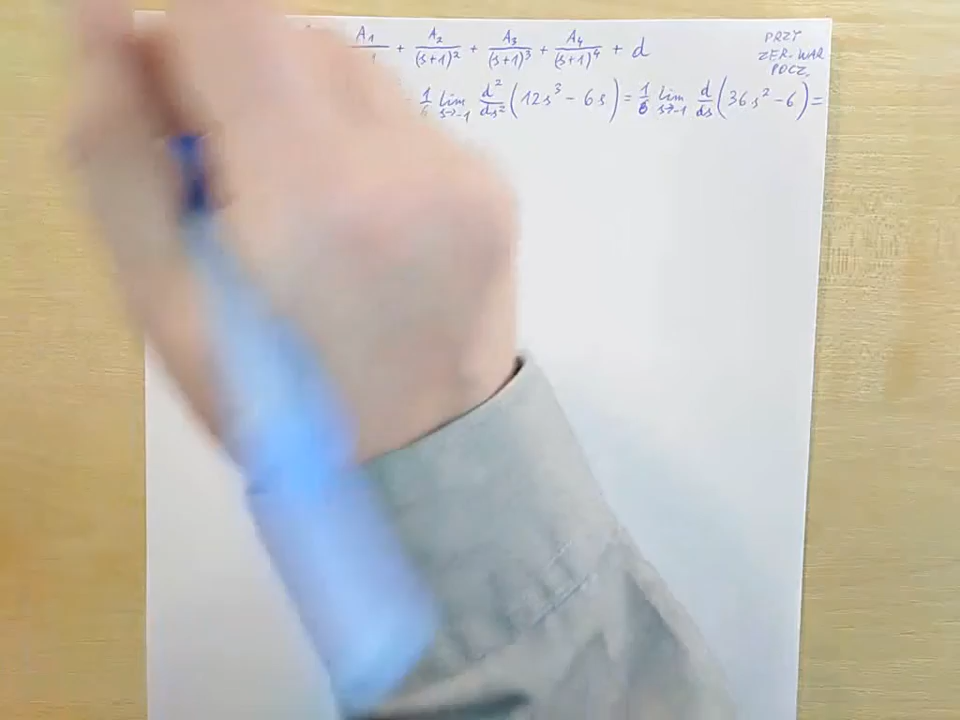 A₁ + A₂/(s+1)² + A₃/(s+1)³ + A₄/(s+1)⁴ + d
PRZY
ZER. WAR
POCZ.
1/6 lim s→-1 d²/ds² (12s³ - 6s) = 1/6 lim s→-1 d/ds (36s² - 6) =